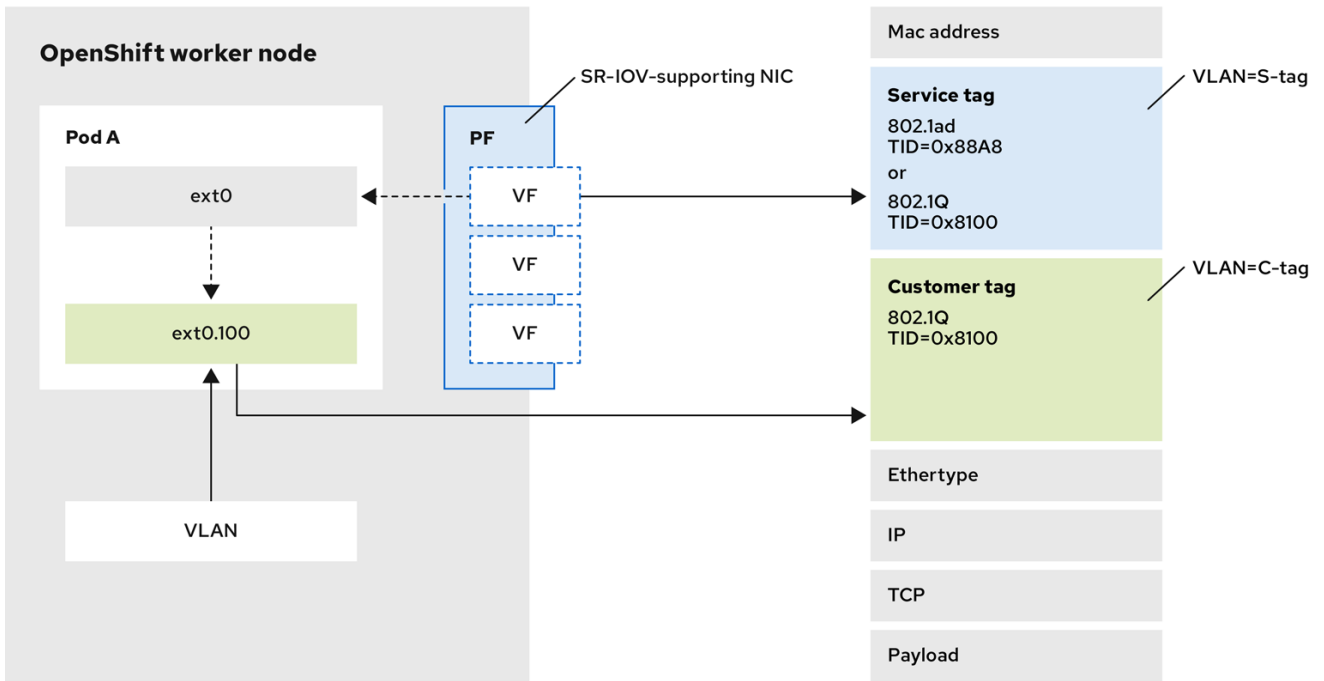 OpenShift worker node
Pod A
ext0
ext0.100
VLAN
SR-IOV-supporting NIC
PF
VF
VF
VF
Mac address
Service tag
802.1ad
TID=0x88A8
or
802.1Q
TID=0x8100
VLAN=S-tag
Customer tag
802.1Q
TID=0x8100
VLAN=C-tag
Ethertype
IP
TCP
Payload